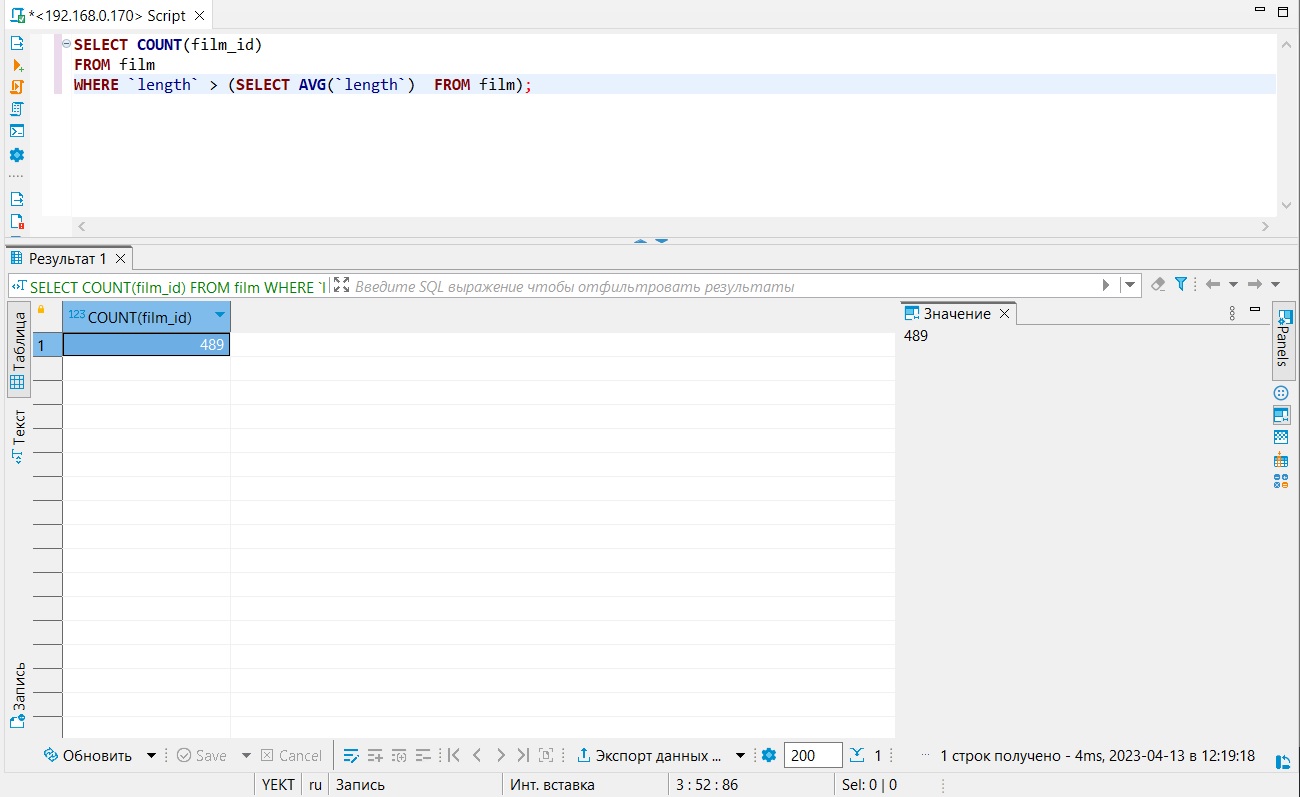 *<192.168.0.170> Script
SELECT COUNT(film_id)
FROM film
WHERE `length` > (SELECT AVG(`length`)  FROM film);
Результат 1
SELECT COUNT(film_id) FROM film WHERE `l
Введите SQL выражение чтобы отфильтровать результаты
Таблица
Текст
Запись
123 COUNT(film_id)
1
489
Значение
489
Panels
Обновить
Save
Cancel
Экспорт данных ...
200
1
1 строк получено - 4ms, 2023-04-13 в 12:19:18
YEKT
ru
Запись
Инт. вставка
3 : 52 : 86
Sel: 0 | 0